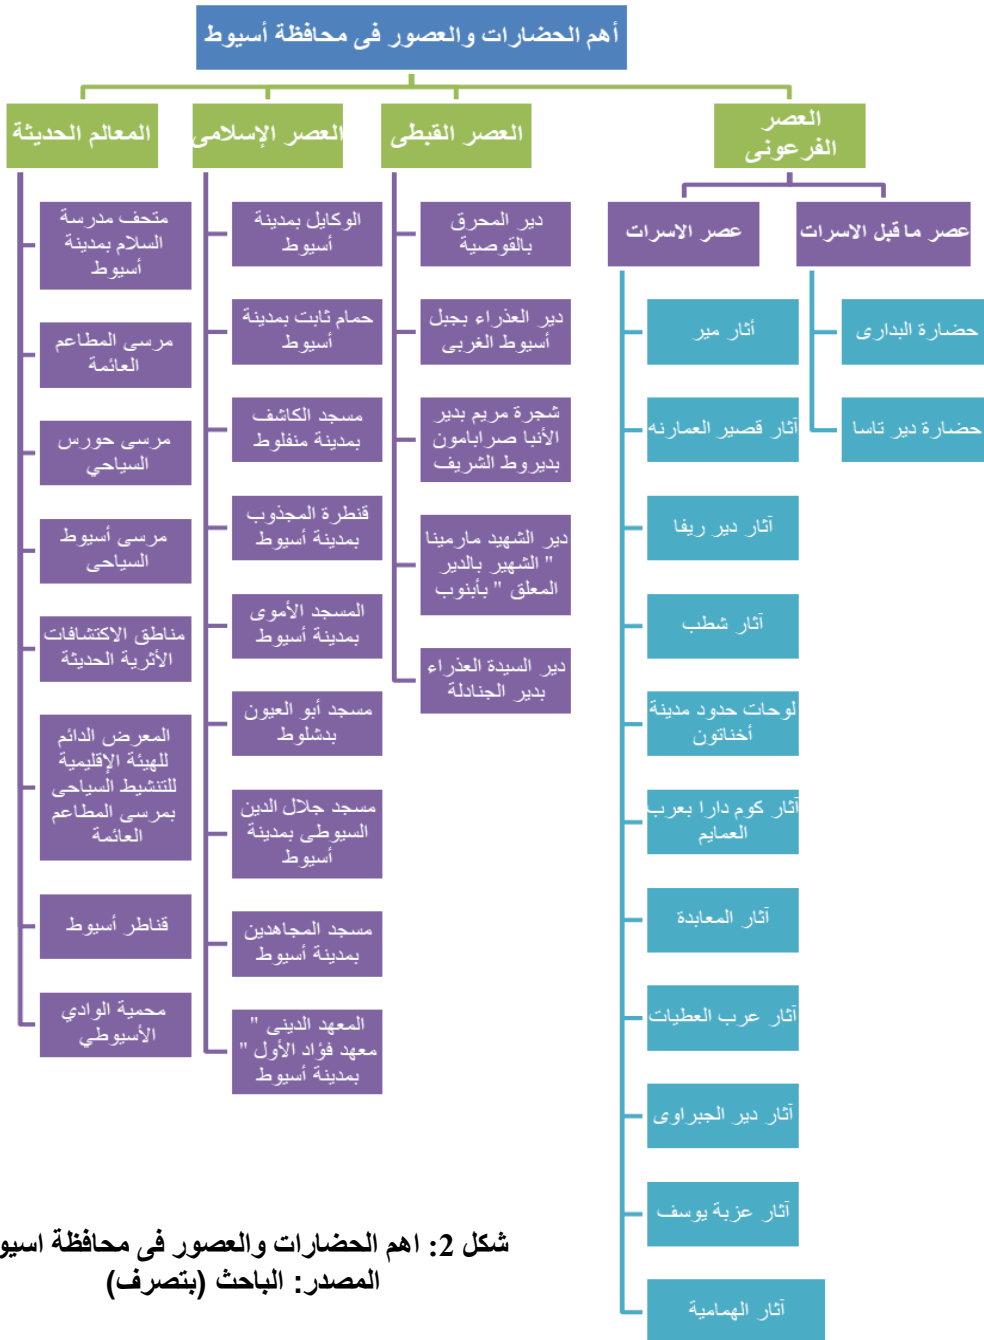 أهم الحضارات والعصور فى محافظة أسيوط
العصر
الفرعونى
عصر ما قبل الاسرات
حضارة البدارى
حضارة دير تاسا
عصر الاسرات
أثار مير
آثار قصير العمارنه
آثار دير ريفا
آثار شطب
لوحات حدود مدينة
أخناتون
آثار كوم دارا بعرب
العمايم
آثار المعابدة
آثار عرب العطيات
آثار دير الجبراوى
آثار عزبة يوسف
آثار الهمامية
العصر القبطى
دير المحرق
بالقوصية
دير العذراء بجبل
أسيوط الغربى
شجرة مريم بدير
الأنبا صرابامون
بديروط الشريف
دير الشهيد مارمينا
" الشهير بالدير
المعلق " بأبنوب
دير السيدة العذراء
بدير الجنادلة
العصر الإسلامى
الوكايل بمدينة
أسيوط
حمام ثابت بمدينة
أسيوط
مسجد الكاشف
بمدينة منفلوط
قنطرة المجذوب
بمدينة أسيوط
المسجد الأموى
بمدينة أسيوط
مسجد أبو العيون
بدشلوط
مسجد جلال الدين
السيوطى بمدينة
أسيوط
مسجد المجاهدين
بمدينة أسيوط
المعهد الدينى "
معهد فؤاد الأول "
بمدينة أسيوط
المعالم الحديثة
متحف مدرسة
السلام بمدينة
أسيوط
مرسى المطاعم
العائمة
مرسى حورس
السياحي
مرسى أسيوط
السياحى
مناطق الاكتشافات
الأثرية الحديثة
المعرض الدائم
للهيئة الإقليمية
للتنشيط السياحى
بمرسى المطاعم
العائمة
قناطر أسيوط
محمية الوادي
الأسيوطي
شكل 2: اهم الحضارات والعصور فى محافظة اسيو
المصدر: الباحث (بتصرف)